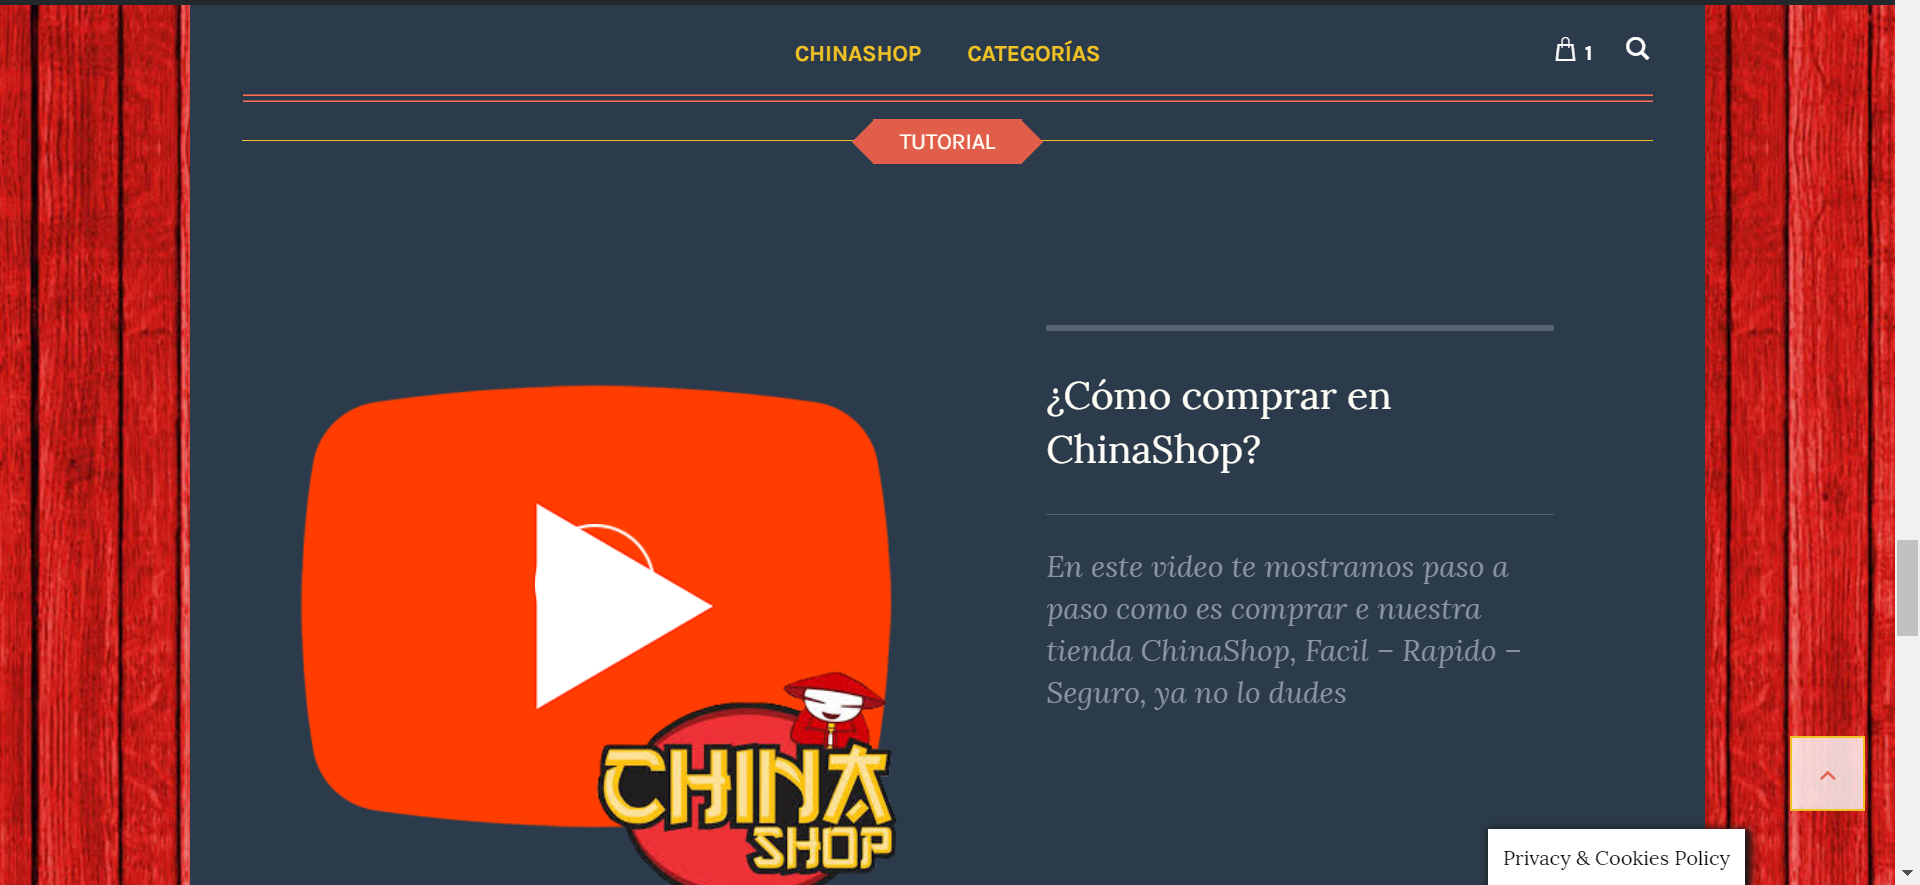 CHINASHOP CATEGORÍAS 1
TUTORIAL
¿Cómo comprar en
ChinaShop?
En este video te mostramos paso a
paso como es comprar e nuestra
tienda ChinaShop, Facil – Rapido –
Seguro, ya no lo dudes
CHINA
SHOP
Privacy & Cookies Policy